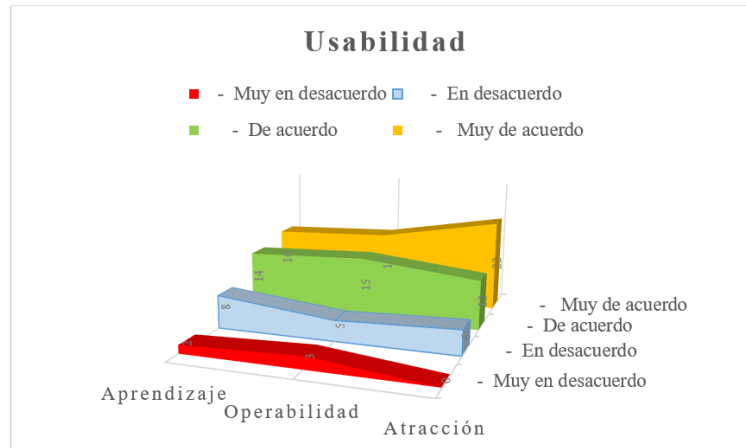 Usabilidad
- Muy en desacuerdo - En desacuerdo
- De acuerdo - Muy de acuerdo
14
15
8
5
3
22
- Muy de acuerdo
- De acuerdo
- En desacuerdo
- Muy en desacuerdo
Aprendizaje
Operabilidad
Atracción